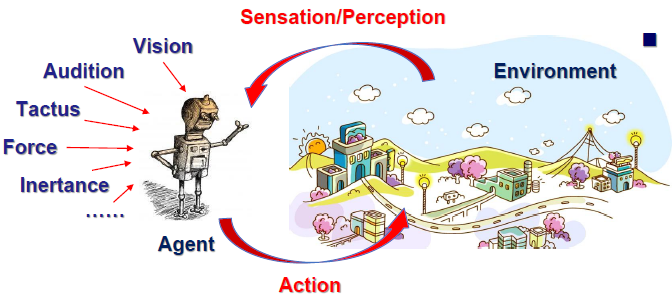 Sensation/Perception
Vision
Audition
Environment
Tactus
Force
Inertance
......
Agent
Action